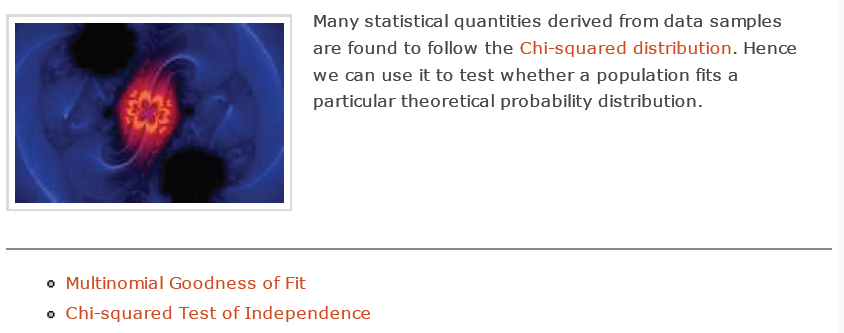 Many statistical quantities derived from data samples
are found to follow the Chi-squared distribution. Hence
we can use it to test whether a population fits a
particular theoretical probability distribution.
Multinomial Goodness of Fit
Chi-squared Test of Independence